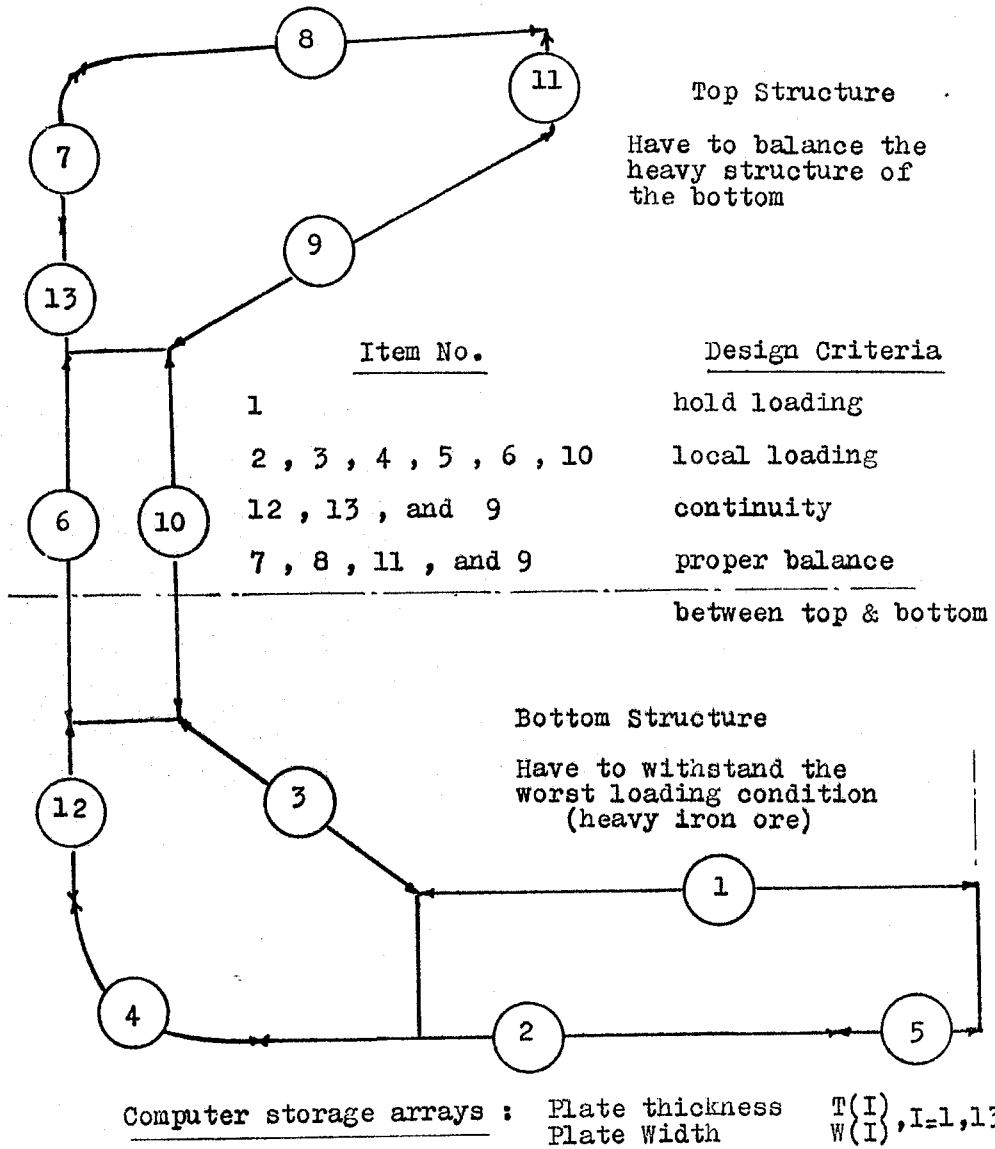 8
11
Top Structure
7
Have to balance the
heavy structure of
the bottom
9
13
Item No. Design Criteria
1 hold loading
2 , 3 , 4 , 5 , 6 , 10 local loading
6 10 12 , 13 , and 9 continuity
7 , 8 , 11 , and 9 proper balance
between top & bottom
Bottom Structure
Have to withstand the
worst loading condition
(heavy iron ore)
3
12
1
4
2
5
Computer storage arrays : Plate thickness T(I)
Plate Width W(I) ,I=1,13